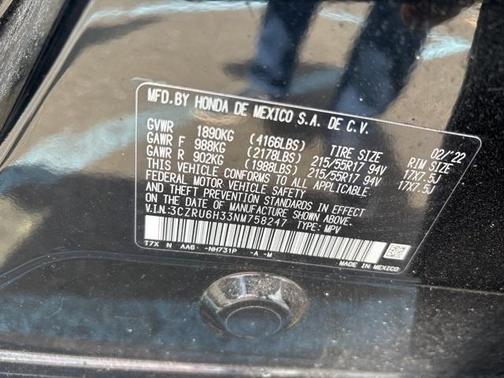 MFD. BY HONDA DE MEXICO S.A. DE C.V. 02/'22
GVWR 1890KG (4166LBS) TIRE SIZE RIM SIZE
GAWR F 988KG (2178LBS) 215/55R17 94V 17X7.5J
GAWR R 902KG (1988LBS) 215/55R17 94V 17X7.5J
THIS VEHICLE CONFORMS TO ALL APPLICABLE
FEDERAL MOTOR VEHICLE SAFETY
AND THEFT PREVENTION STANDARDS IN EFFECT
ON THE DATE OF MANUFACTURE SHOWN ABOVE.
V.I.N:3CZRU6H33NM758247 TYPE: MPV
T7X N AA6 -NH731P -A -M
MADE IN MEXICO